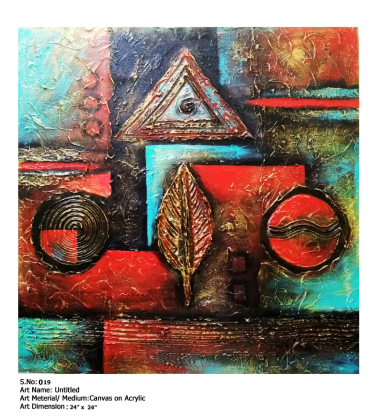 S.No: 019
Art Name: Untitled
Art Meterial/ Medium:Canvas on Acrylic
Art Dimension : 24" x 24"